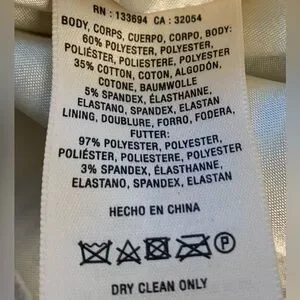 RN : 133694 CA : 32054
BODY, CORPS, CUERPO, CORPO, BODY:
60% POLYESTER, POLYESTER,
POLIÉSTER, POLIESTERE, POLYESTER,
35% COTTON, COTON, ALGODÓN,
COTONE, BAUMWOLLE
5% SPANDEX, ÉLASTHANNE,
ELASTANO, SPANDEX, ELASTAN
LINING, DOUBLURE, FORRO, FODERA,
FUTTER:
97% POLYESTER, POLYESTER,
POLIÉSTER, POLIESTERE, POLYESTER,
3% SPANDEX, ÉLASTHANNE,
ELASTANO, SPANDEX, ELASTAN
HECHO EN CHINA
P
DRY CLEAN ONLY